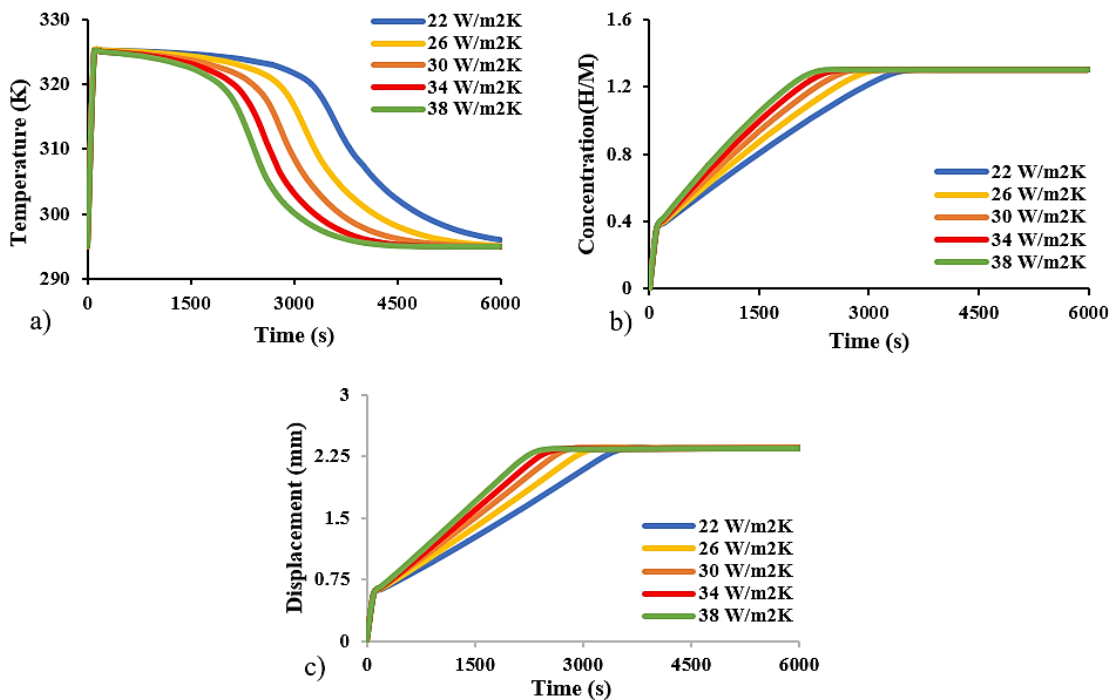 330
320
310
300
290
Temperature (K)
0
1500
3000
4500
6000
Time (s)
22 W/m2K
26 W/m2K
30 W/m2K
34 W/m2K
38 W/m2K
a)
1.6
1.2
0.8
0.4
0
Concentration(H/M)
0
1500
3000
4500
6000
Time (s)
22 W/m2K
26 W/m2K
30 W/m2K
34 W/m2K
38 W/m2K
b)
3
2.25
1.5
0.75
0
Displacement (mm)
0
1500
3000
4500
6000
Time (s)
22 W/m2K
26 W/m2K
30 W/m2K
34 W/m2K
38 W/m2K
c)